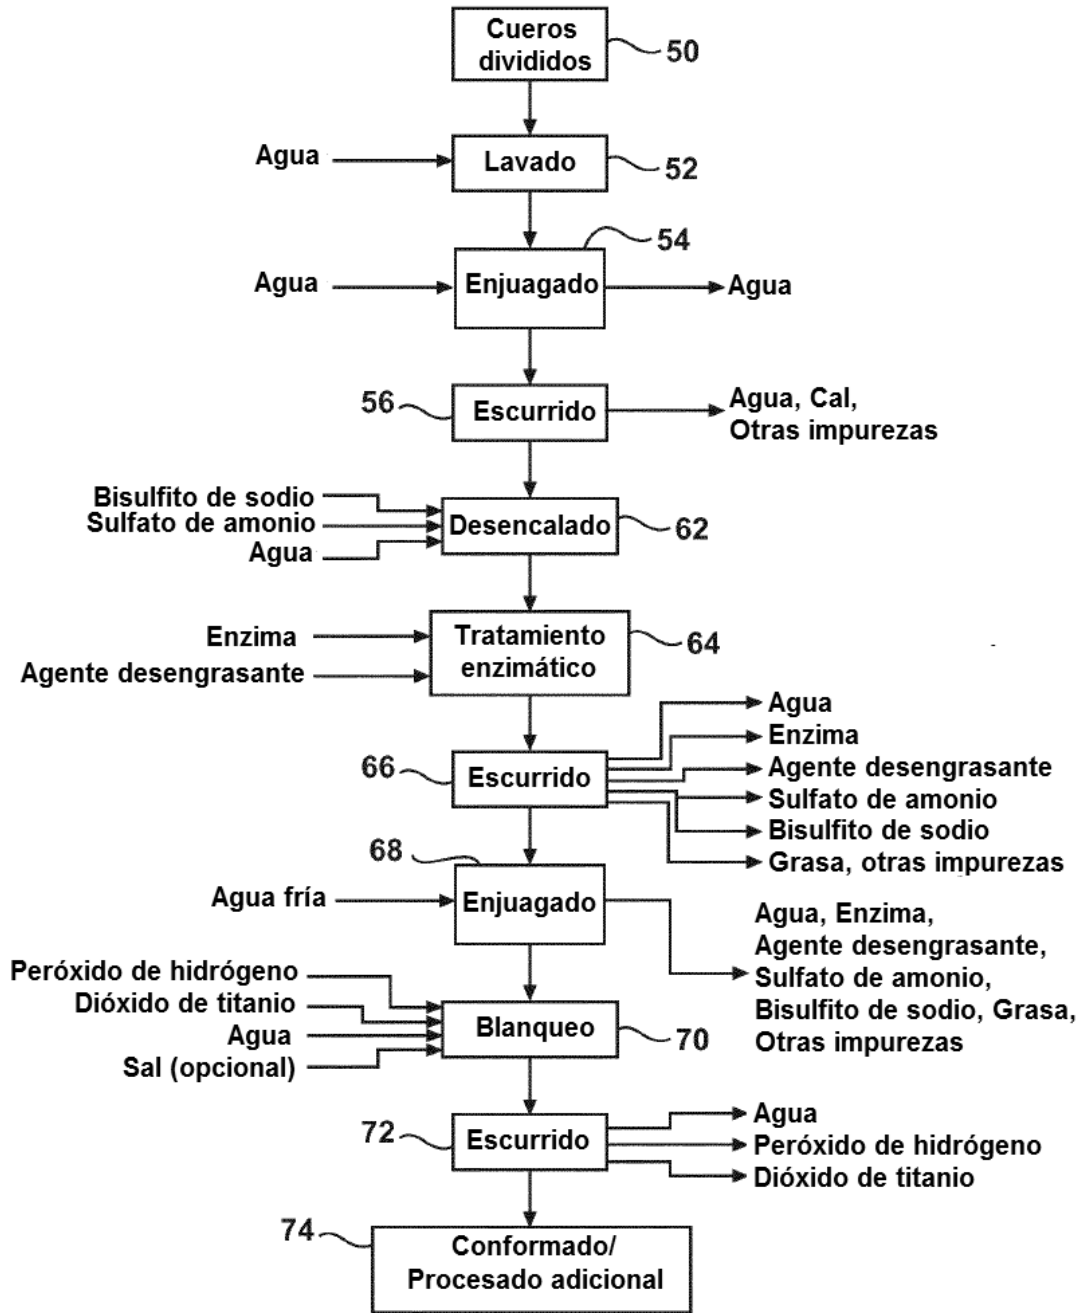 Cueros
divididos
50
Agua
Lavado
52
54
Agua
Enjuagado
Agua
56
Escurrido
Agua, Cal,
Otras impurezas
Bisulfito de sodio
Sulfato de amonio
Agua
Desencalado
62
Enzima
Agente desengrasante
Tratamiento
enzimático
64
66
Escurrido
Agua
Enzima
Agente desengrasante
Sulfato de amonio
Bisulfito de sodio
Grasa, otras impurezas
68
Agua fría
Enjuagado
Agua, Enzima,
Agente desengrasante,
Sulfato de amonio,
Bisulfito de sodio, Grasa,
Otras impurezas
Peróxido de hidrógeno
Dióxido de titanio
Agua
Sal (opcional)
Blanqueo
70
72
Escurrido
Agua
Peróxido de hidrógeno
Dióxido de titanio
74
Conformado/
Procesado adicional